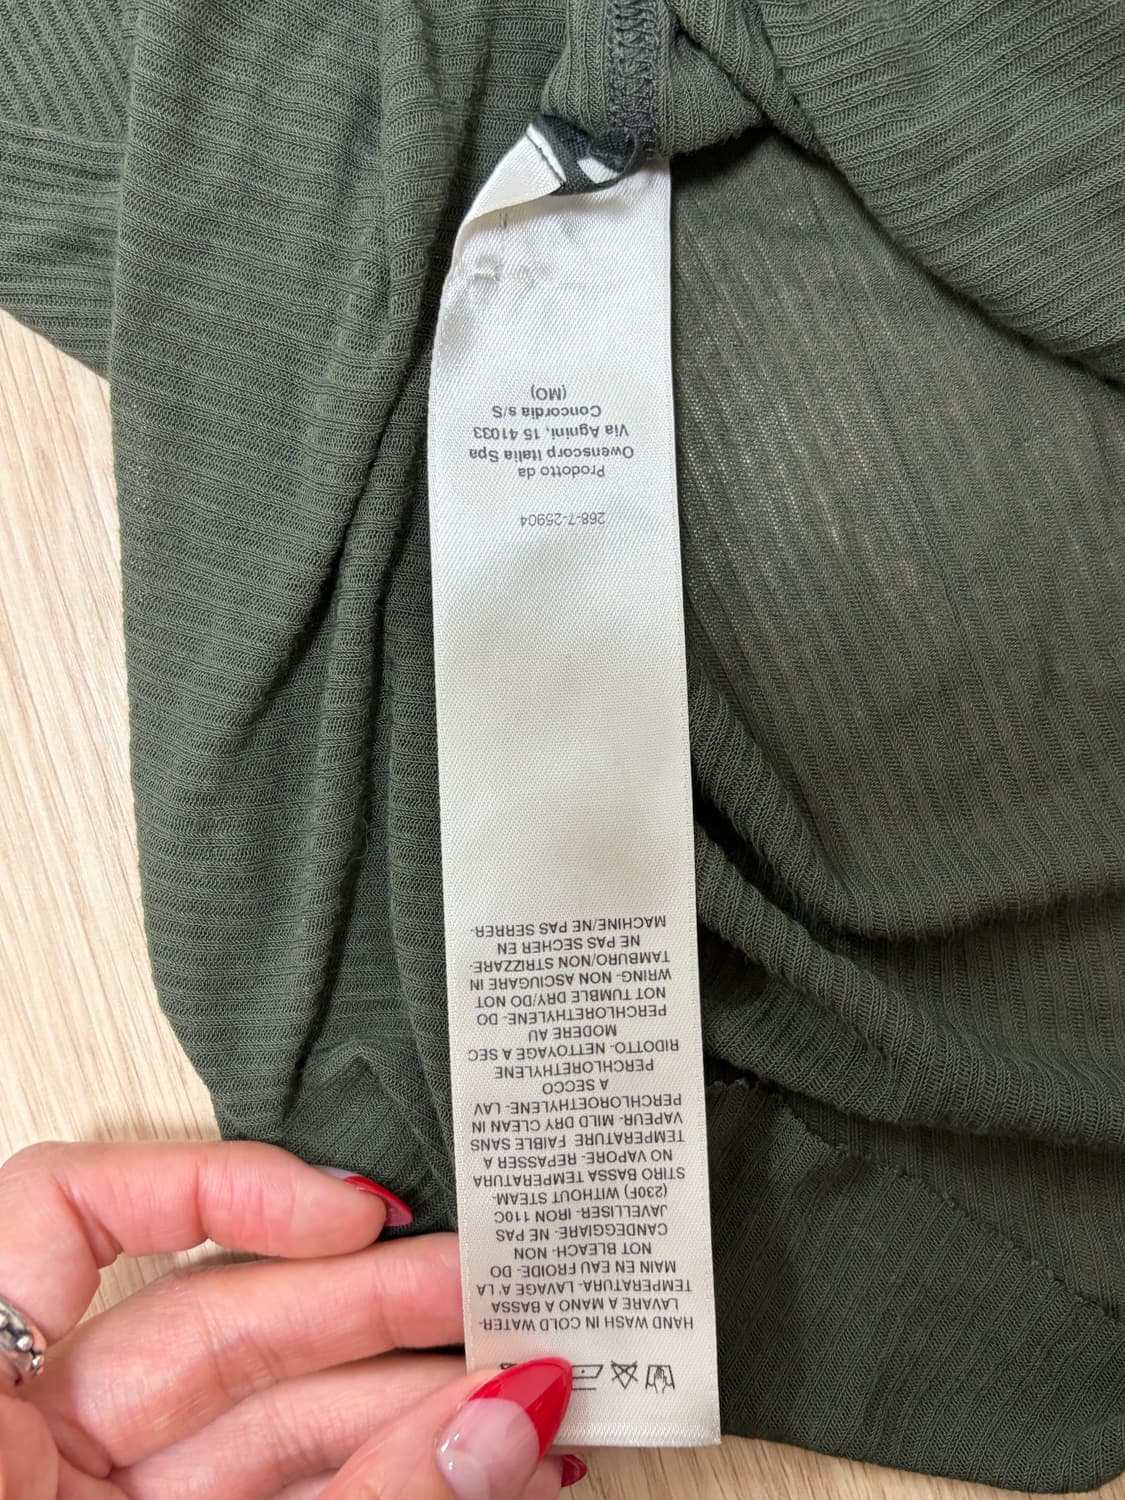 HAND WASH IN COLD WATER-
LAVARE A MANO A BASSA
TEMPERATURA- LAVAGE A' LA
MAIN EN EAU FROIDE- DO
NOT BLEACH- NON
CANDEGGIARE- NE PAS
JAVELLISER- IRON 110C
(230F) WITHOUT STEAM-
STIRO BASSA TEMPERATURA
NO VAPORE- REPASSER A
TEMPERATURE FAIBLE SANS
VAPEUR- MILD DRY CLEAN IN
PERCHLOROETHYLENE- LAV
A SECCO
PERCHLORETHYLENE
RIDOTTO- NETTOYAGE A SEC
MODERE AU
PERCHLORETHYLENE- DO
NOT TUMBLE DRY/DO NOT
WRING- NON ASCIUGARE IN
TAMBURO/NON STRIZZARE-
NE PAS SECHER EN
MACHINE/NE PAS SERRER-
268-7-25904
Prodotto da
Owenscorp Italia Spa
Via Agnini, 15 41033
Concordia s/S
(MO)